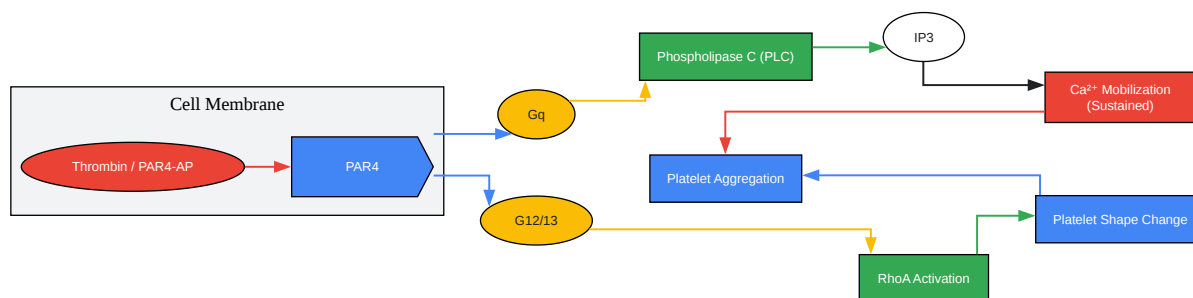 Cell Membrane
Thrombin / PAR4-AP
PAR4
Gq
G12/13
Phospholipase C (PLC)
IP3
Ca²⁺ Mobilization
(Sustained)
Platelet Aggregation
Platelet Shape Change
RhoA Activation